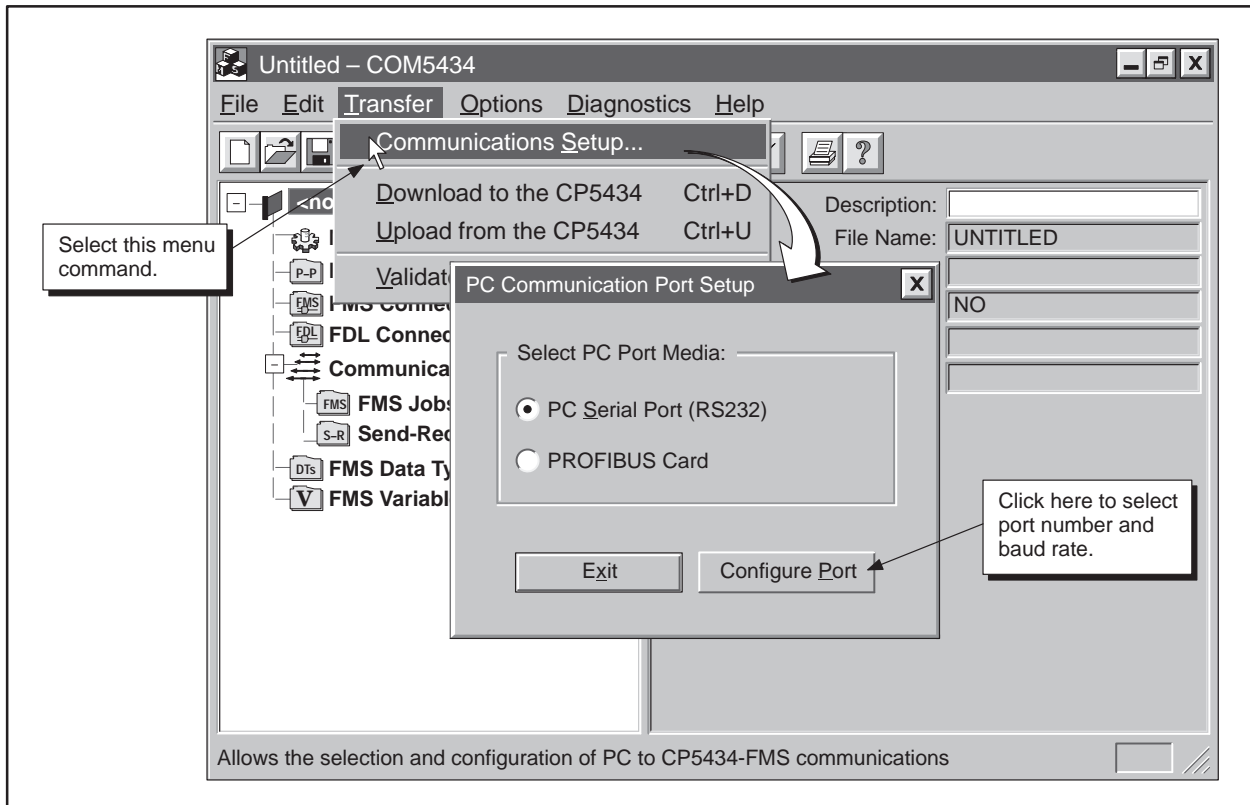 Untitled – COM5434
File Edit Transfer Options Diagnostics Help
Communications Setup...
Download to the CP5434 Ctrl+D
Upload from the CP5434 Ctrl+U
Select this menu
command.
P–P
FMS
FDL
FDL Connec
Communica
FMS FMS Jobs
S–R Send-Rec
DTs FMS Data Ty
V FMS Variabl
Description:
File Name: UNTITLED
NO
PC Communication Port Setup
Select PC Port Media:
PC Serial Port (RS232)
PROFIBUS Card
Exit Configure Port
Click here to select
port number and
baud rate.
Allows the selection and configuration of PC to CP5434-FMS communications